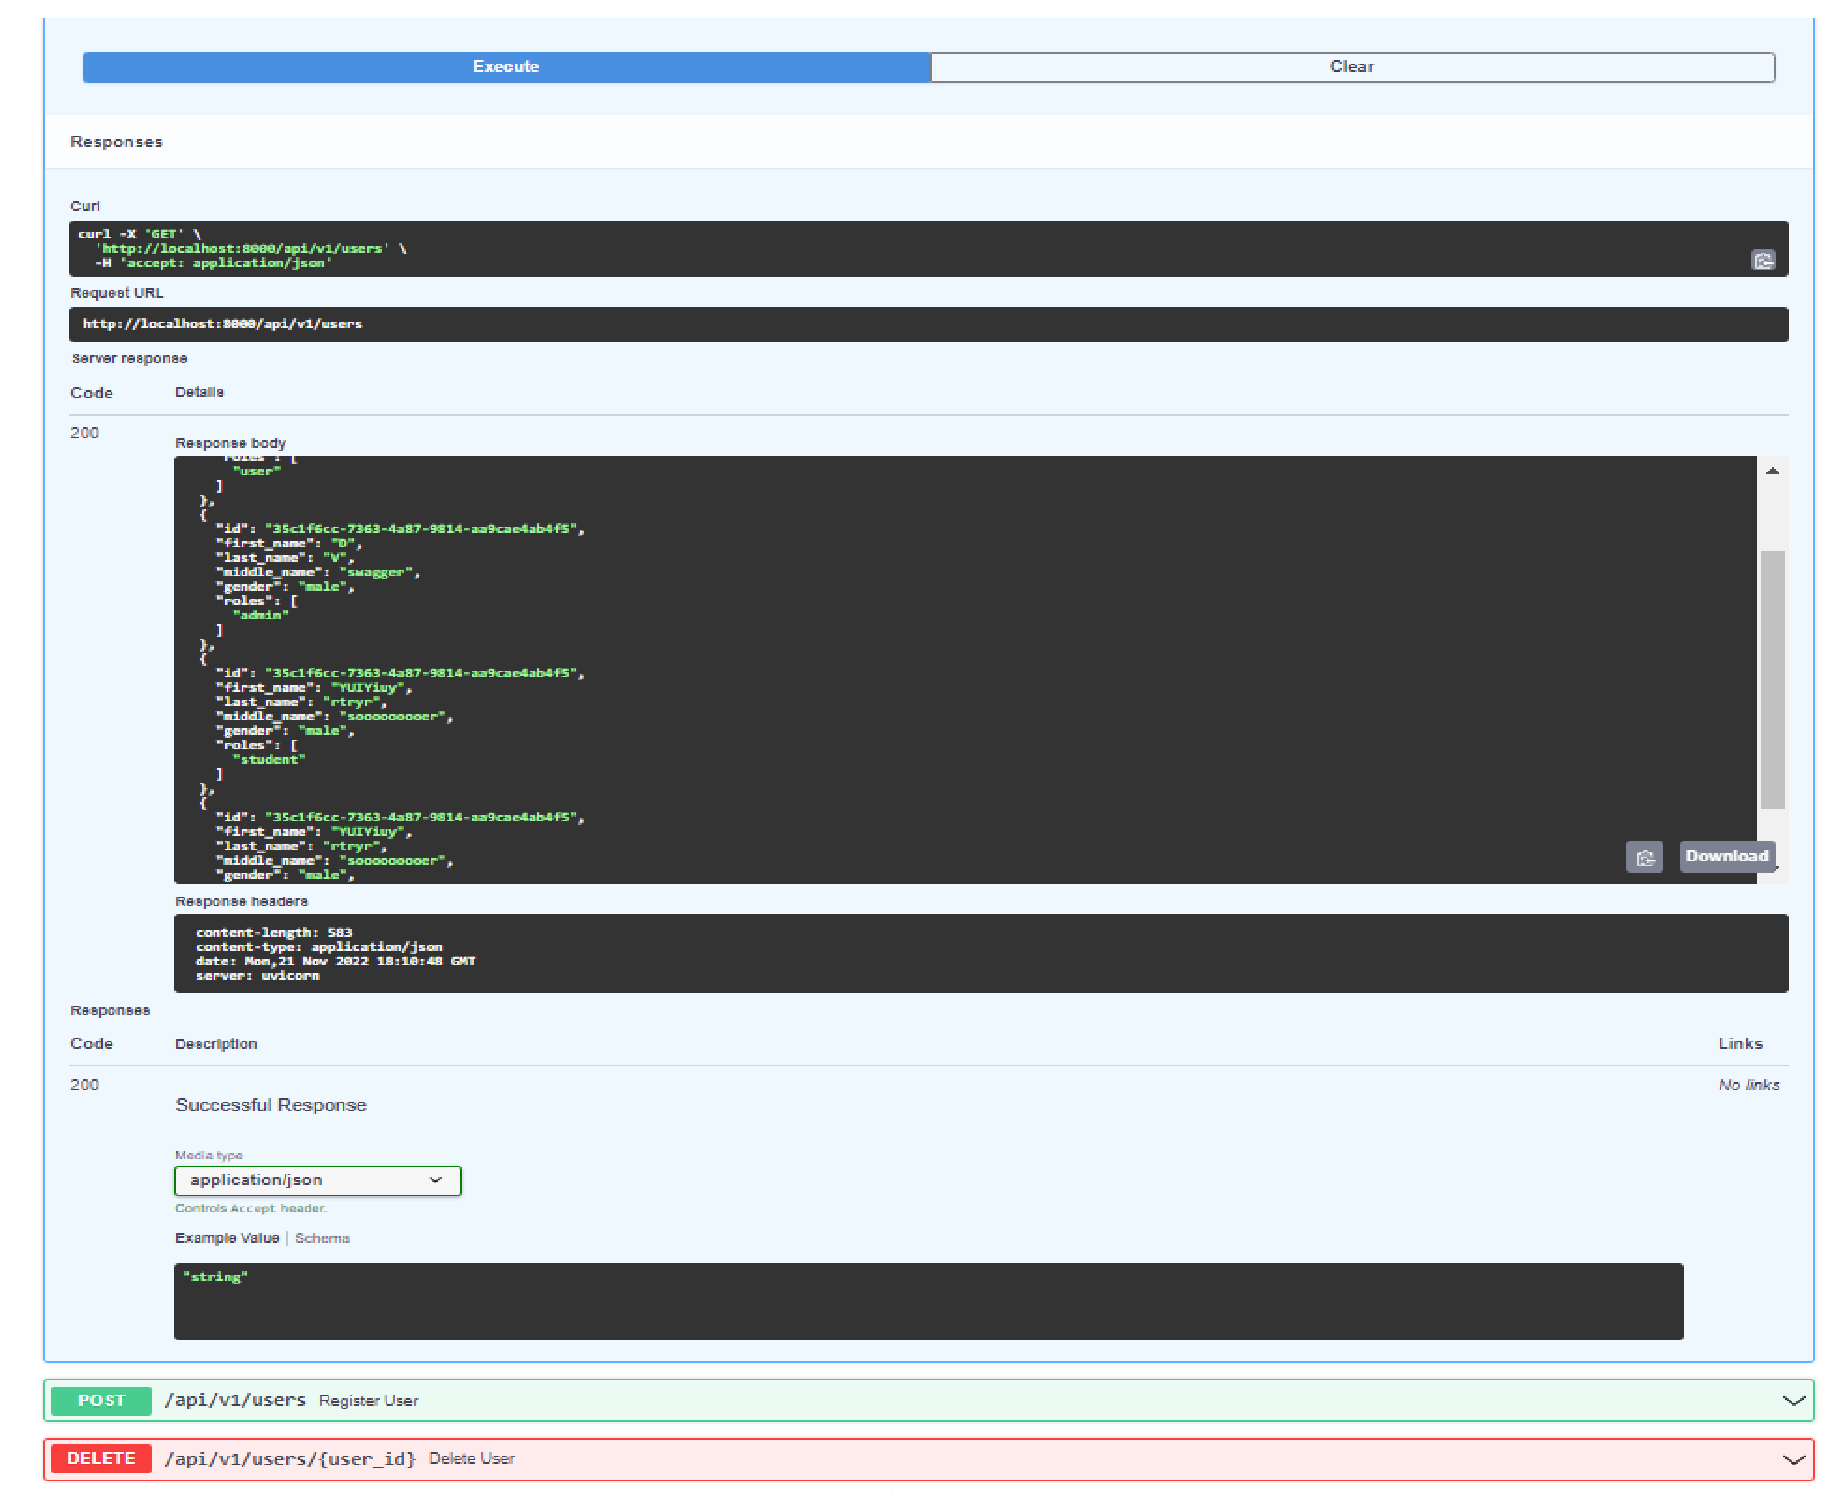 Execute
Clear
Responses
Curl
curl -X 'GET' \
'http://localhost:8000/api/v1/users' \
-H 'accept: application/json'
Request URL
http://localhost:8000/api/v1/users
Server response
Code Details
200
Response body
"roles": [
"user"
]
},
{
"id": "35c1f6cc-7363-4a87-9814-aa9cae4ab4f5",
"first_name": "D",
"last_name": "V",
"middle_name": "swagger",
"gender": "male",
"roles": [
"admin"
]
},
{
"id": "35c1f6cc-7363-4a87-9814-aa9cae4ab4f5",
"first_name": "YUIYiuy",
"last_name": "rtryr",
"middle_name": "sooooooooer",
"gender": "male",
"roles": [
"student"
]
},
{
"id": "35c1f6cc-7363-4a87-9814-aa9cae4ab4f5",
"first_name": "YUIYiuy",
"last_name": "rtryr",
"middle_name": "sooooooooer",
"gender": "male",
Download
Response headers
content-length: 583
content-type: application/json
date: Mon,21 Nov 2022 18:10:48 GMT
server: uvicorn
Responses
Code Description Links
200 No links
Successful Response
Media type
application/json
Controls Accept header.
Example Value | Schema
"string"
POST /api/v1/users Register User
DELETE /api/v1/users/{user_id} Delete User